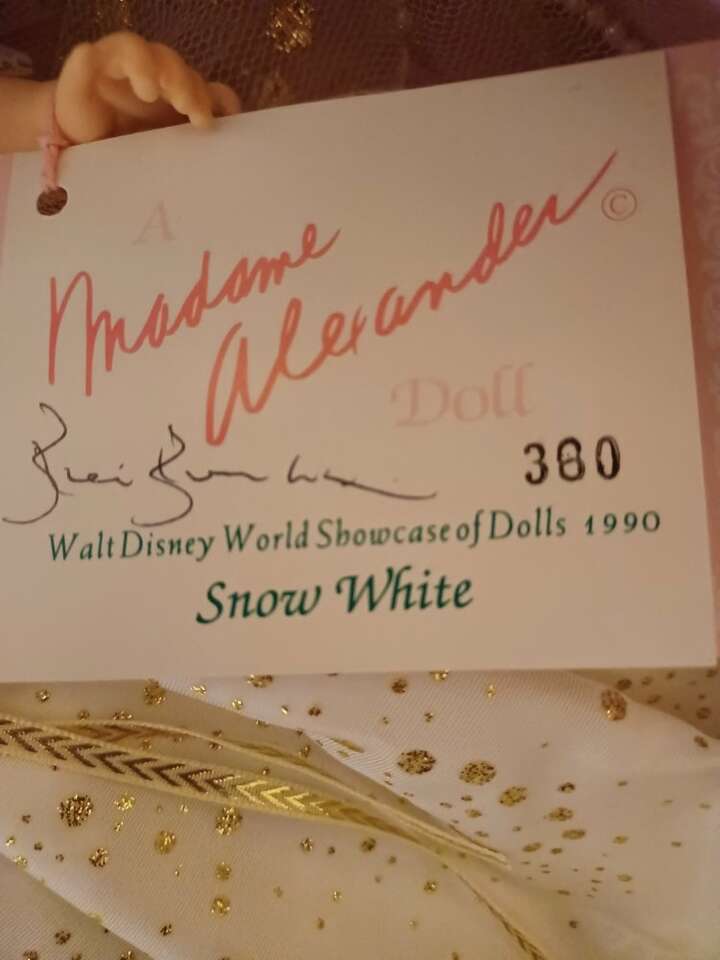 A
Madame
Alexander ©
Doll
380
Walt Disney World Showcase of Dolls 1990
Snow White